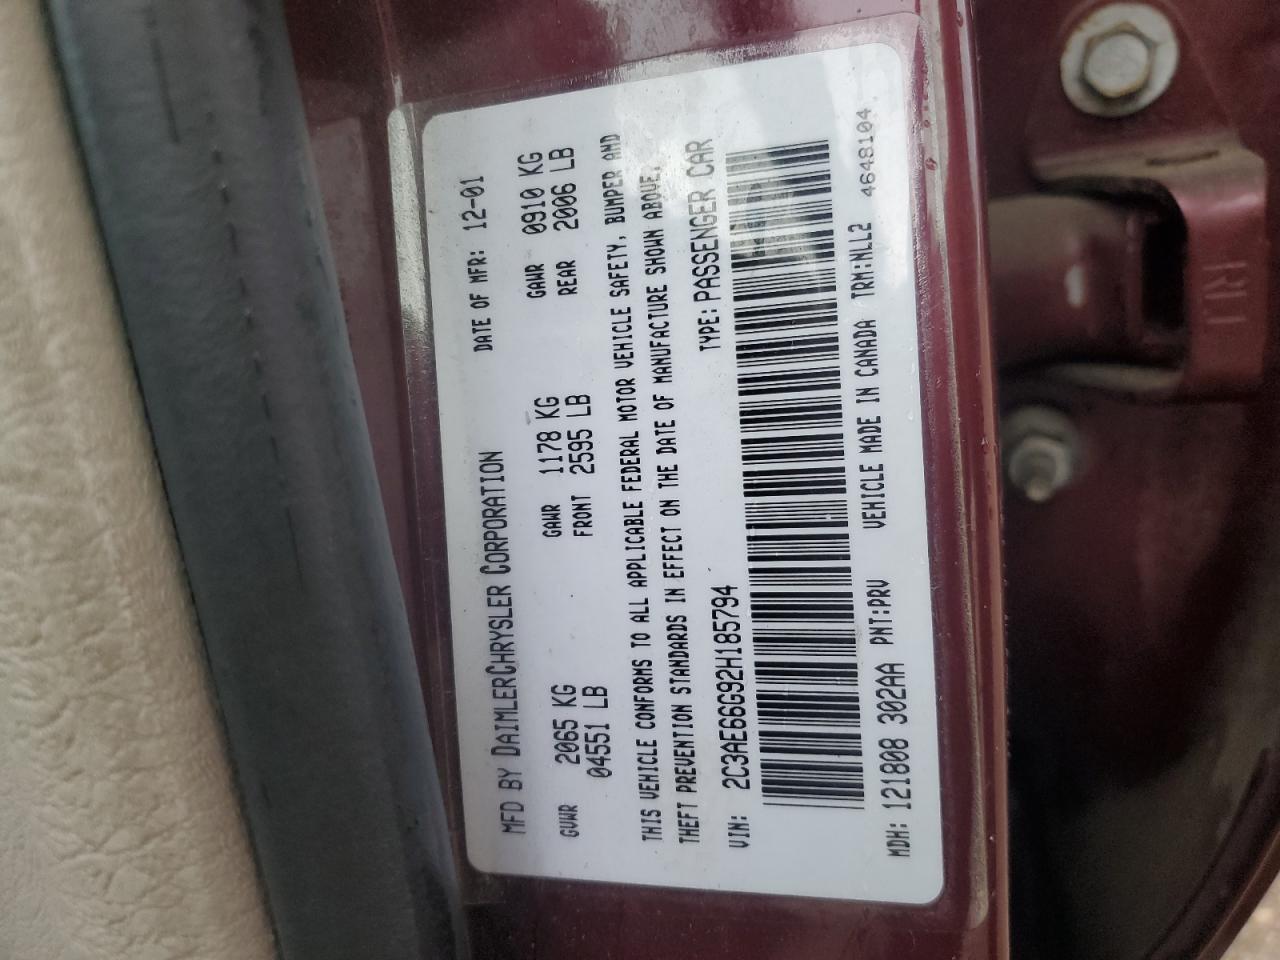 MFD BY DAIMLERCHRYSLER CORPORATION DATE OF MFR: 12-01
GVWR 2065 KG GAWR 1178 KG GAWR 0910 KG
04551 LB FRONT 2595 LB REAR 2006 LB
THIS VEHICLE CONFORMS TO ALL APPLICABLE FEDERAL MOTOR VEHICLE SAFETY, BUMPER AND
THEFT PREVENTION STANDARDS IN EFFECT ON THE DATE OF MANUFACTURE SHOWN ABOVE.
VIN: 2C3AE66G92H185794 TYPE: PASSENGER CAR
MDH: 121808 302AA PNT:PRV VEHICLE MADE IN CANADA TRM:NLL2 4648104